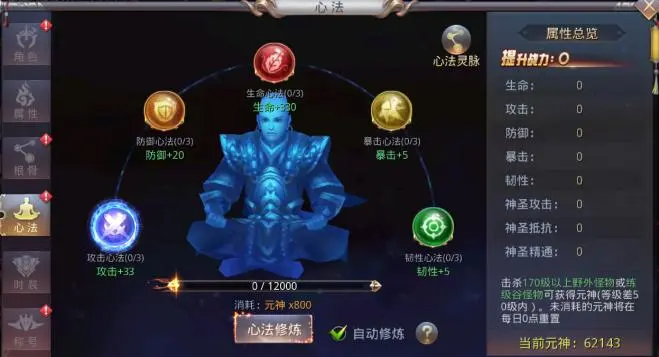 心法
角色
属性
根骨
心法
时装
称号
生命心法(0/3)
生命+330
防御心法(0/3)
防御+20
暴击心法(0/3)
暴击+5
攻击心法(0/3)
攻击+33
韧性心法(0/3)
韧性+5
心法灵脉
0 / 12000
消耗：元神 x800
心法修炼
自动修炼
?
属性总览
提升战力：0
生命： 0
攻击： 0
防御： 0
暴击： 0
韧性： 0
神圣攻击： 0
神圣抵抗： 0
神圣精通： 0
击杀170级以上野外怪物或练
级谷怪物可获得元神(等级差5
0级内）。未消耗的元神将在
每日0点重置
当前元神：62143